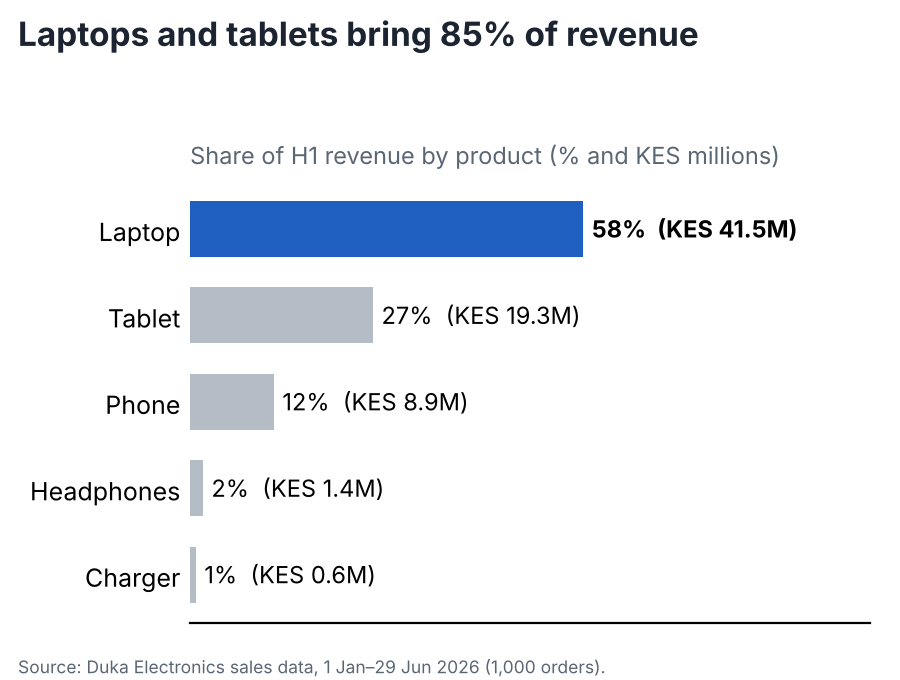 Laptops and tablets bring 85% of revenue
Share of H1 revenue by product (% and KES millions)
Laptop 58% (KES 41.5M)
Tablet 27% (KES 19.3M)
Phone 12% (KES 8.9M)
Headphones 2% (KES 1.4M)
Charger 1% (KES 0.6M)
Source: Duka Electronics sales data, 1 Jan–29 Jun 2026 (1,000 orders).